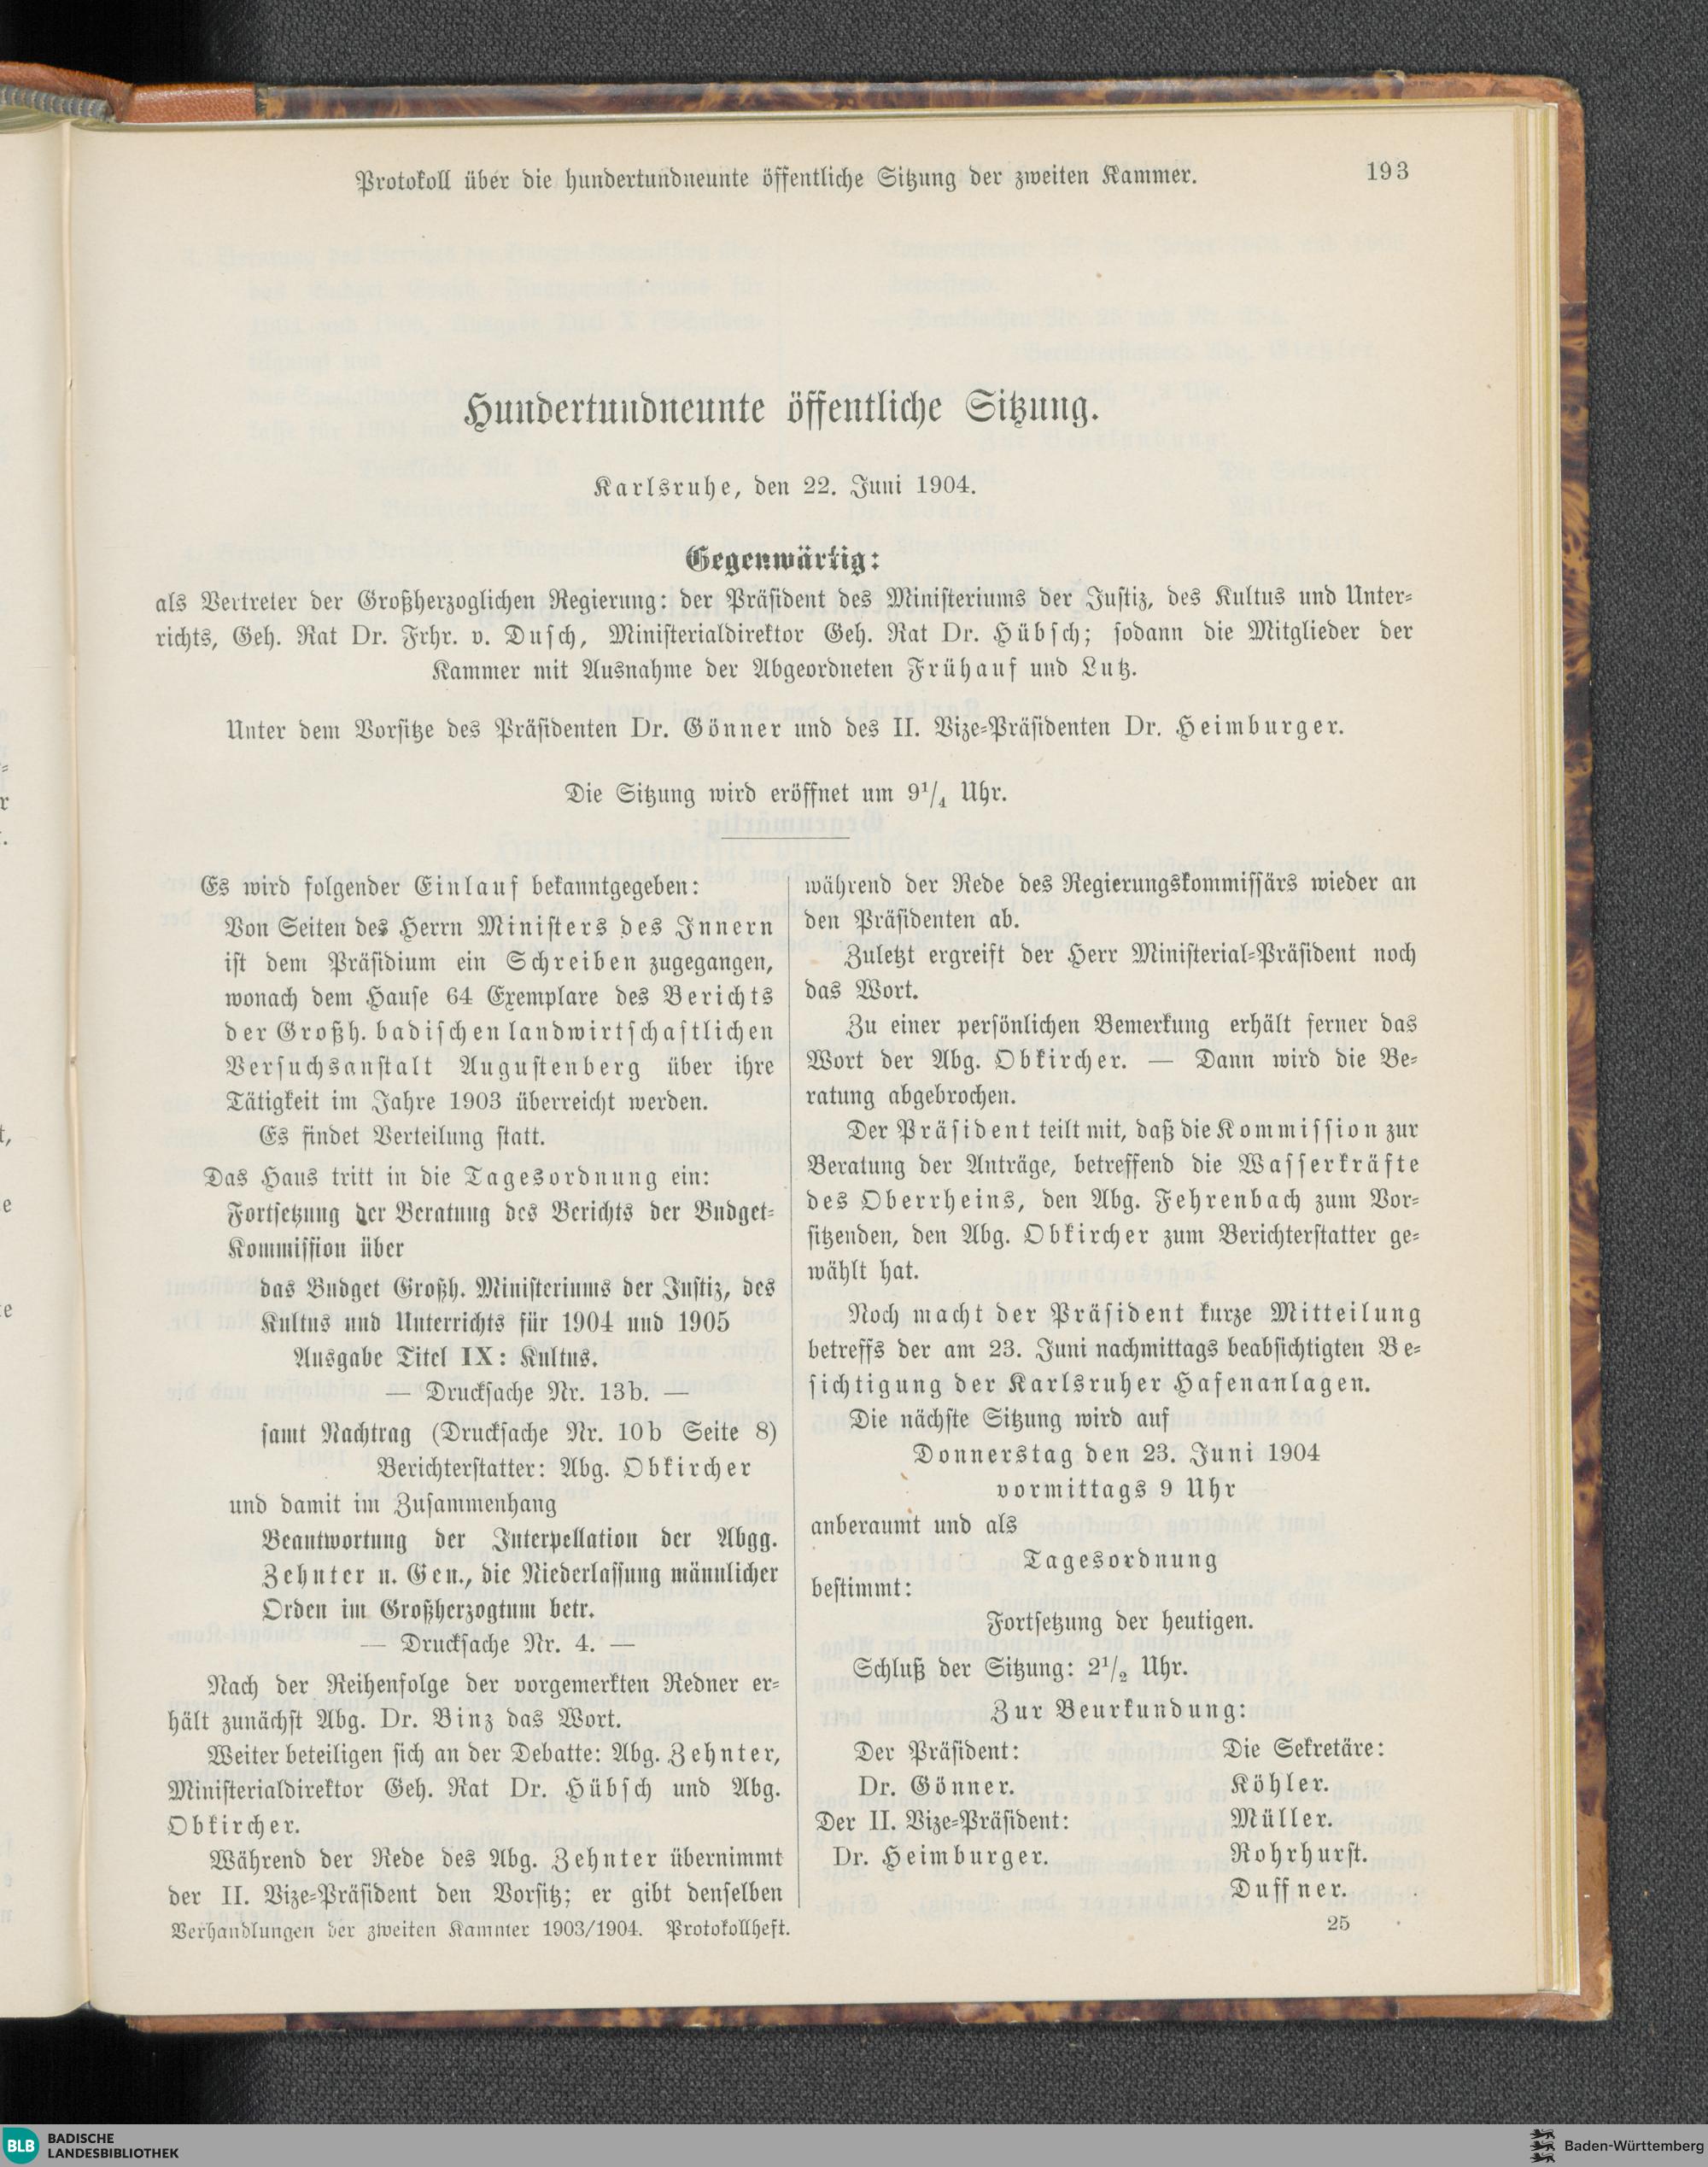 Protokoll über die hundertundneunte öffentliche Sitzung der zweiten Kammer.
193
Hundertundneunte öffentliche Sitzung.
Karlsruhe, den 22. Juni 1904.
Gegenwärtig:
als Vertreter der Großherzoglichen Regierung: der Präsident des Ministeriums der Justiz, des Kultus und Unter-
richts, Geh. Rat Dr. Frhr. v. Dusch, Ministerialdirektor Geh. Rat Dr. Hübsch; sodann die Mitglieder der
Kammer mit Ausnahme der Abgeordneten Frühauf und Lutz.
Unter dem Vorsitze des Präsidenten Dr. Gönner und des II. Vize-Präsidenten Dr. Heimburger.
Die Sitzung wird eröffnet um 9¹/₄ Uhr.
Es wird folgender Einlauf bekanntgegeben:
Von Seiten des Herrn Ministers des Innern
ist dem Präsidium ein Schreiben zugegangen,
wonach dem Hause 64 Exemplare des Berichts
der Großh. badischen landwirtschaftlichen
Versuchsanstalt Augustenberg über ihre
Tätigkeit im Jahre 1903 überreicht werden.
Es findet Verteilung statt.
Das Haus tritt in die Tagesordnung ein:
Fortsetzung der Beratung des Berichts der Budget-
Kommission über
das Budget Großh. Ministeriums der Justiz, des
Kultus und Unterrichts für 1904 und 1905
Ausgabe Titel IX: Kultus.
— Drucksache Nr. 13b. —
samt Nachtrag (Drucksache Nr. 10b Seite 8)
Berichterstatter: Abg. Obkircher
und damit im Zusammenhang
Beantwortung der Interpellation der Abgg.
Zehnter u. Gen., die Niederlassung männlicher
Orden im Großherzogtum betr.
— Drucksache Nr. 4. —
Nach der Reihenfolge der vorgemerkten Redner er-
hält zunächst Abg. Dr. Binz das Wort.
Weiter beteiligen sich an der Debatte: Abg. Zehnter,
Ministerialdirektor Geh. Rat Dr. Hübsch und Abg.
Obkircher.
Während der Rede des Abg. Zehnter übernimmt
der II. Vize-Präsident den Vorsitz; er gibt denselben
während der Rede des Regierungskommissärs wieder an
den Präsidenten ab.
Zuletzt ergreift der Herr Ministerial-Präsident noch
das Wort.
Zu einer persönlichen Bemerkung erhält ferner das
Wort der Abg. Obkircher. — Dann wird die Be-
ratung abgebrochen.
Der Präsident teilt mit, daß die Kommission zur
Beratung der Anträge, betreffend die Wasserkräfte
des Oberrheins, den Abg. Fehrenbach zum Vor-
sitzenden, den Abg. Obkircher zum Berichterstatter ge-
wählt hat.
Noch macht der Präsident kurze Mitteilung
betreffs der am 23. Juni nachmittags beabsichtigten Be-
sichtigung der Karlsruher Hafenanlagen.
Die nächste Sitzung wird auf
Donnerstag den 23. Juni 1904
vormittags 9 Uhr
anberaumt und als
Tagesordnung
bestimmt:
Fortsetzung der heutigen.
Schluß der Sitzung: 2¹/₂ Uhr.
Zur Beurkundung:
Der Präsident:
Dr. Gönner.
Der II. Vize-Präsident:
Dr. Heimburger.
Die Sekretäre:
Köhler.
Müller.
Rohrhurst.
Duffner.
Verhandlungen der zweiten Kammer 1903/1904. Protokollheft.
25
BLB BADISCHE
LANDESBIBLIOTHEK
Baden-Württemberg